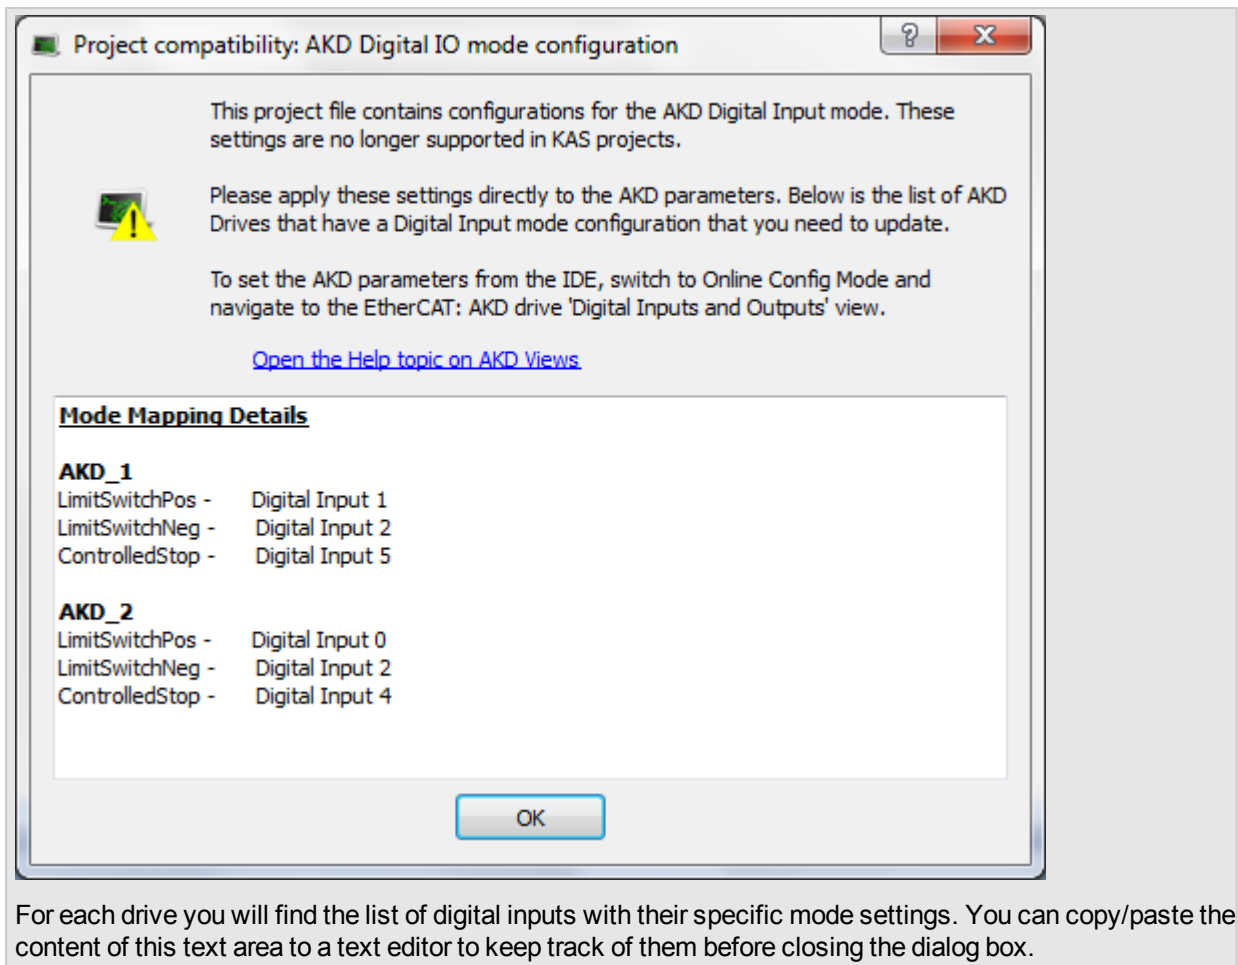 Project compatibility: AKD Digital IO mode configuration
?
x
This project file contains configurations for the AKD Digital Input mode. These
settings are no longer supported in KAS projects.
Please apply these settings directly to the AKD parameters. Below is the list of AKD
Drives that have a Digital Input mode configuration that you need to update.
To set the AKD parameters from the IDE, switch to Online Config Mode and
navigate to the EtherCAT: AKD drive 'Digital Inputs and Outputs' view.
Open the Help topic on AKD Views
Mode Mapping Details
AKD_1
LimitSwitchPos - Digital Input 1
LimitSwitchNeg - Digital Input 2
ControlledStop - Digital Input 5
AKD_2
LimitSwitchPos - Digital Input 0
LimitSwitchNeg - Digital Input 2
ControlledStop - Digital Input 4
OK
For each drive you will find the list of digital inputs with their specific mode settings. You can copy/paste the
content of this text area to a text editor to keep track of them before closing the dialog box.